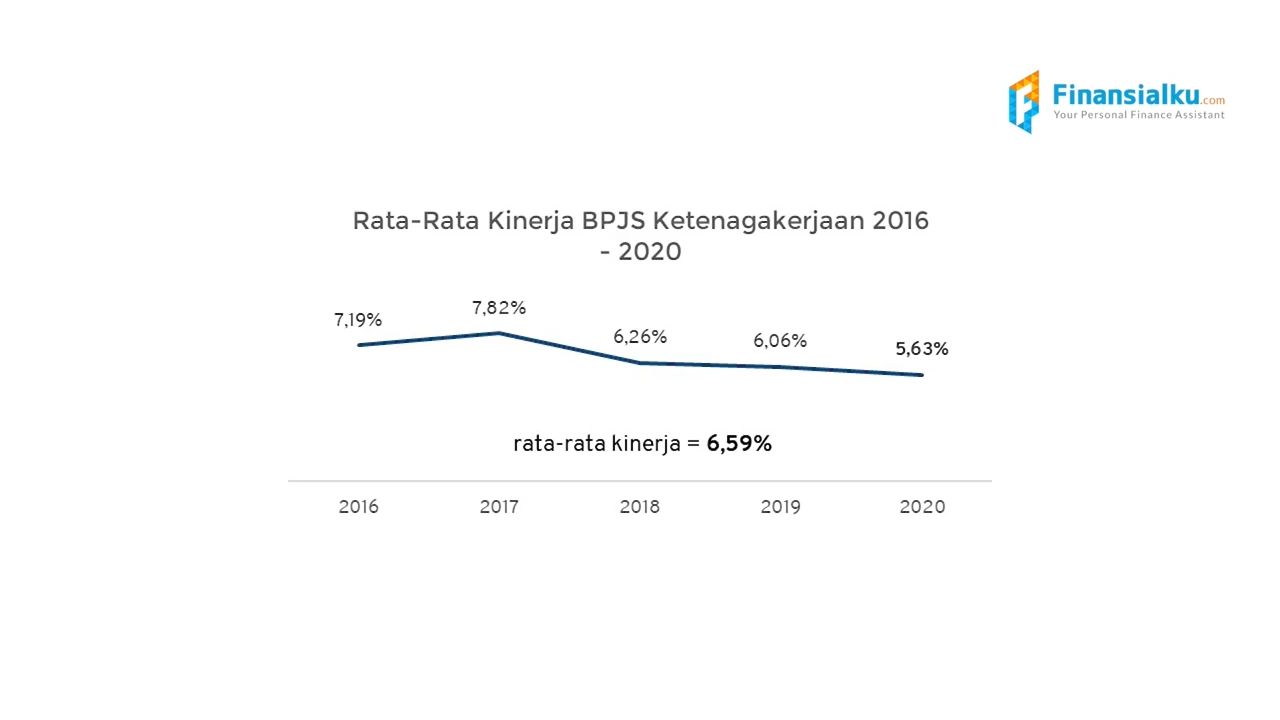 Finansialku.com
Your Personal Finance Assistant
Rata-Rata Kinerja BPJS Ketenagakerjaan 2016
- 2020
7,19%
7,82%
6,26%
6,06%
5,63%
rata-rata kinerja = 6,59%
2016
2017
2018
2019
2020